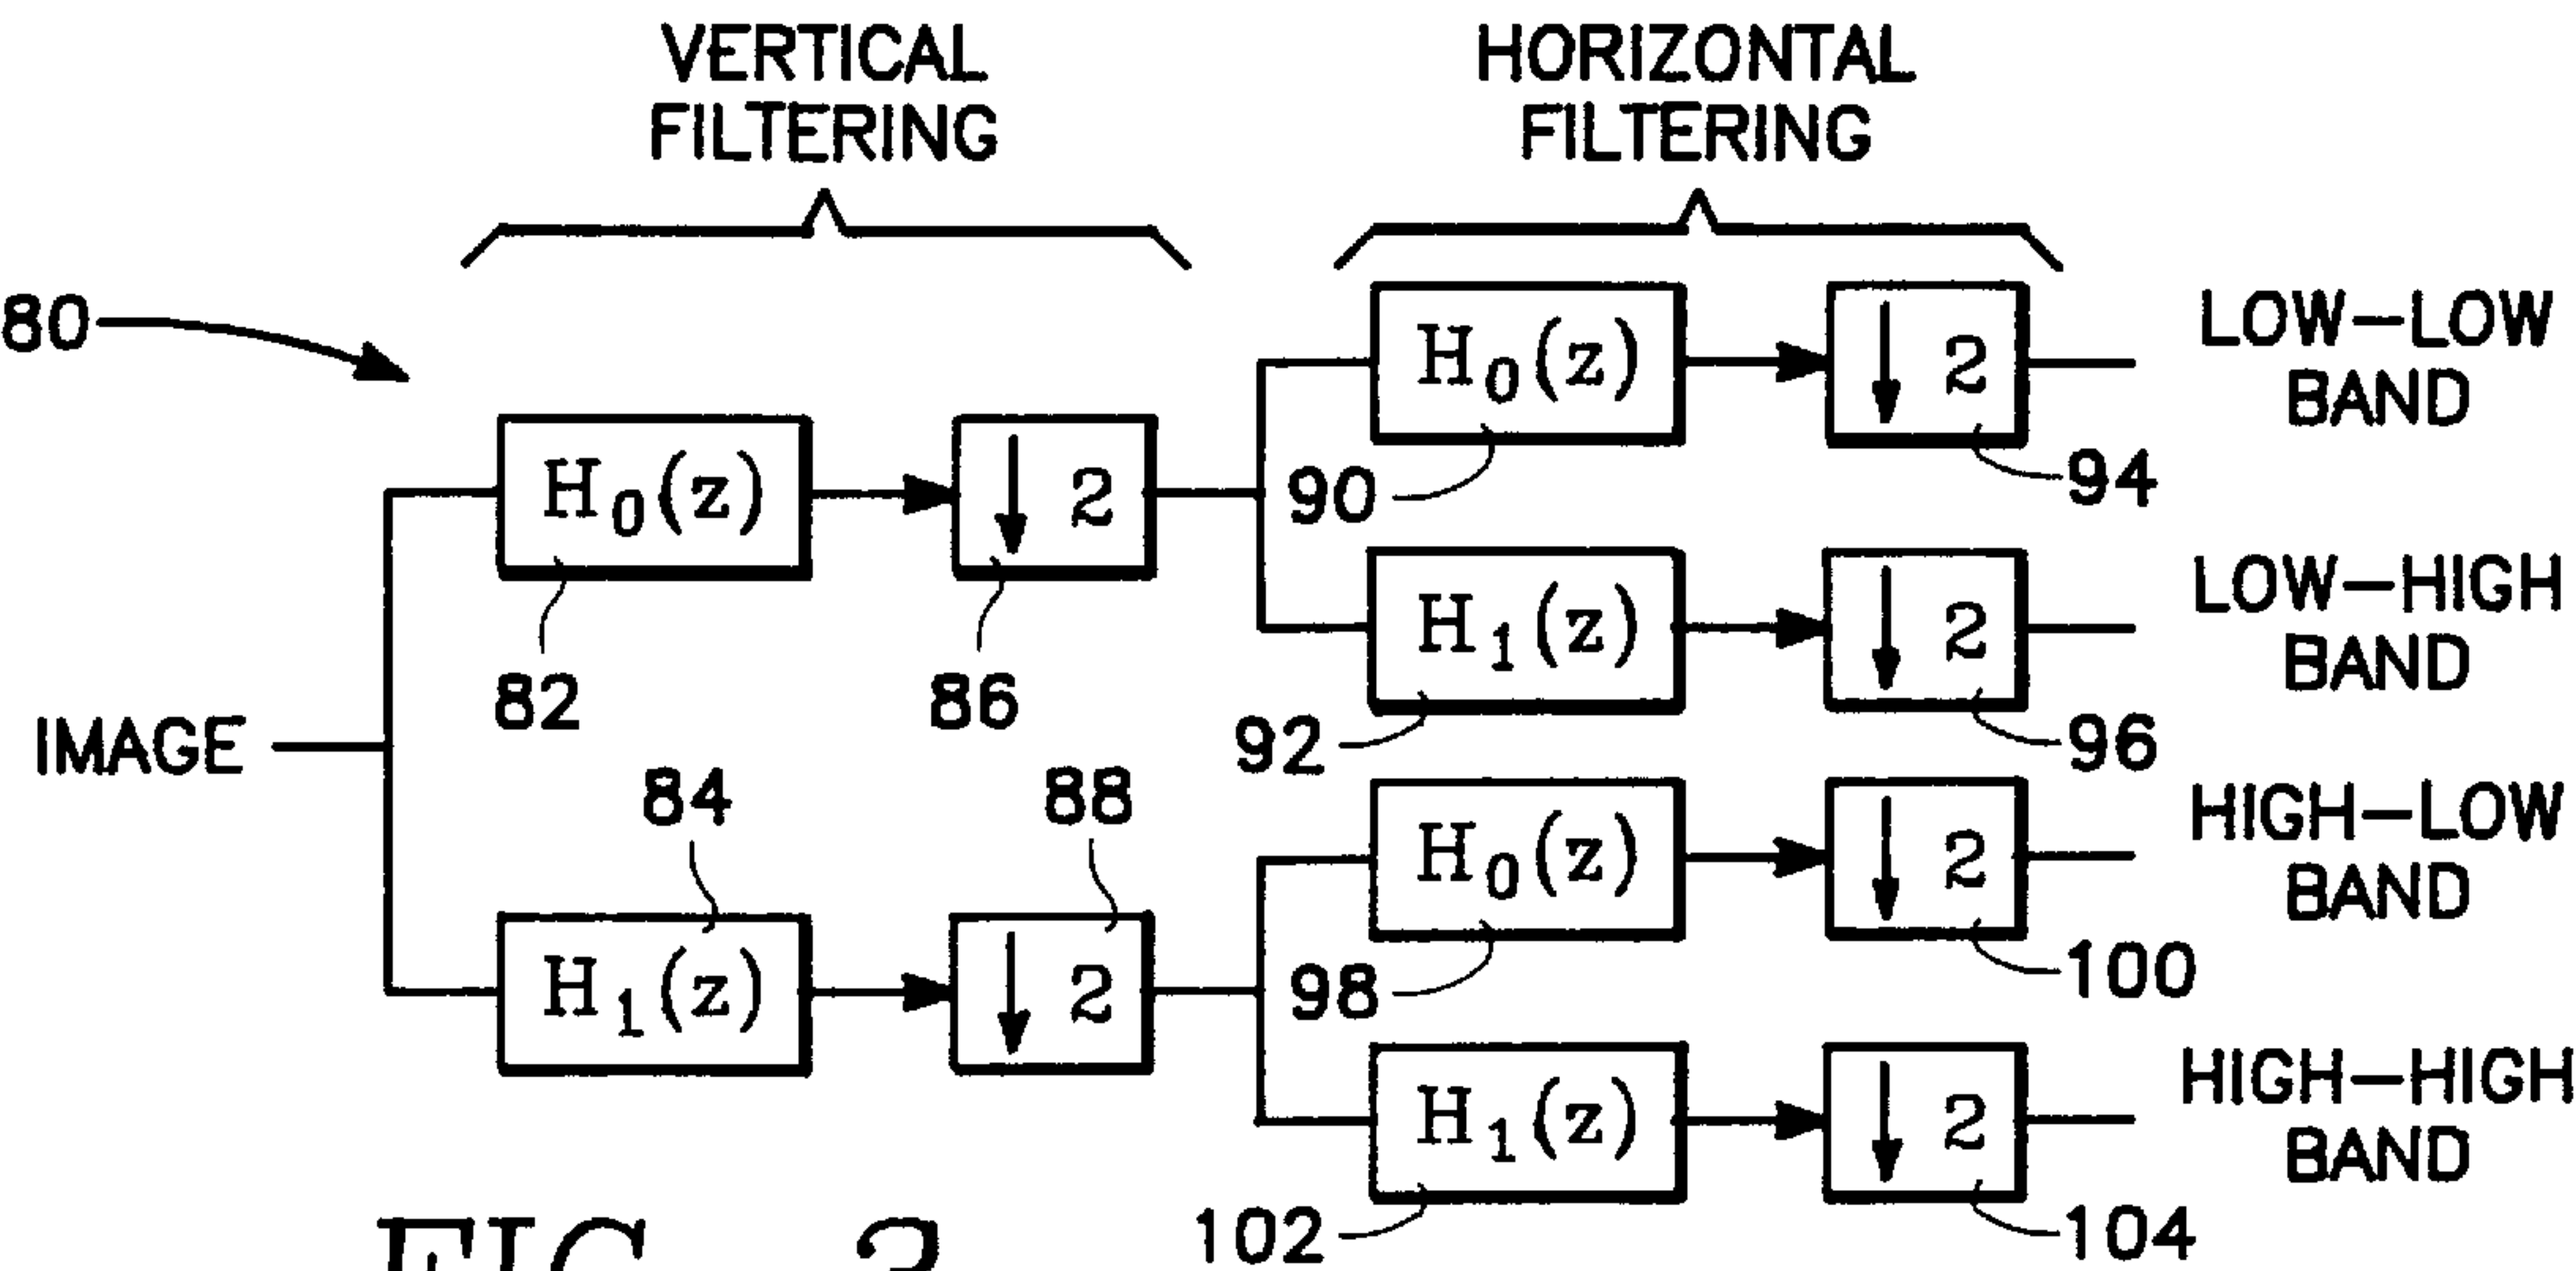 VERTICAL
FILTERING
HORIZONTAL
FILTERING
80
H0(z)
↓ 2
82
86
IMAGE
84
88
H1(z)
↓ 2
H0(z)
↓ 2
90
94
LOW-LOW
BAND
H1(z)
↓ 2
92
96
LOW-HIGH
BAND
H0(z)
↓ 2
98
100
HIGH-LOW
BAND
H1(z)
↓ 2
102
104
HIGH-HIGH
BAND